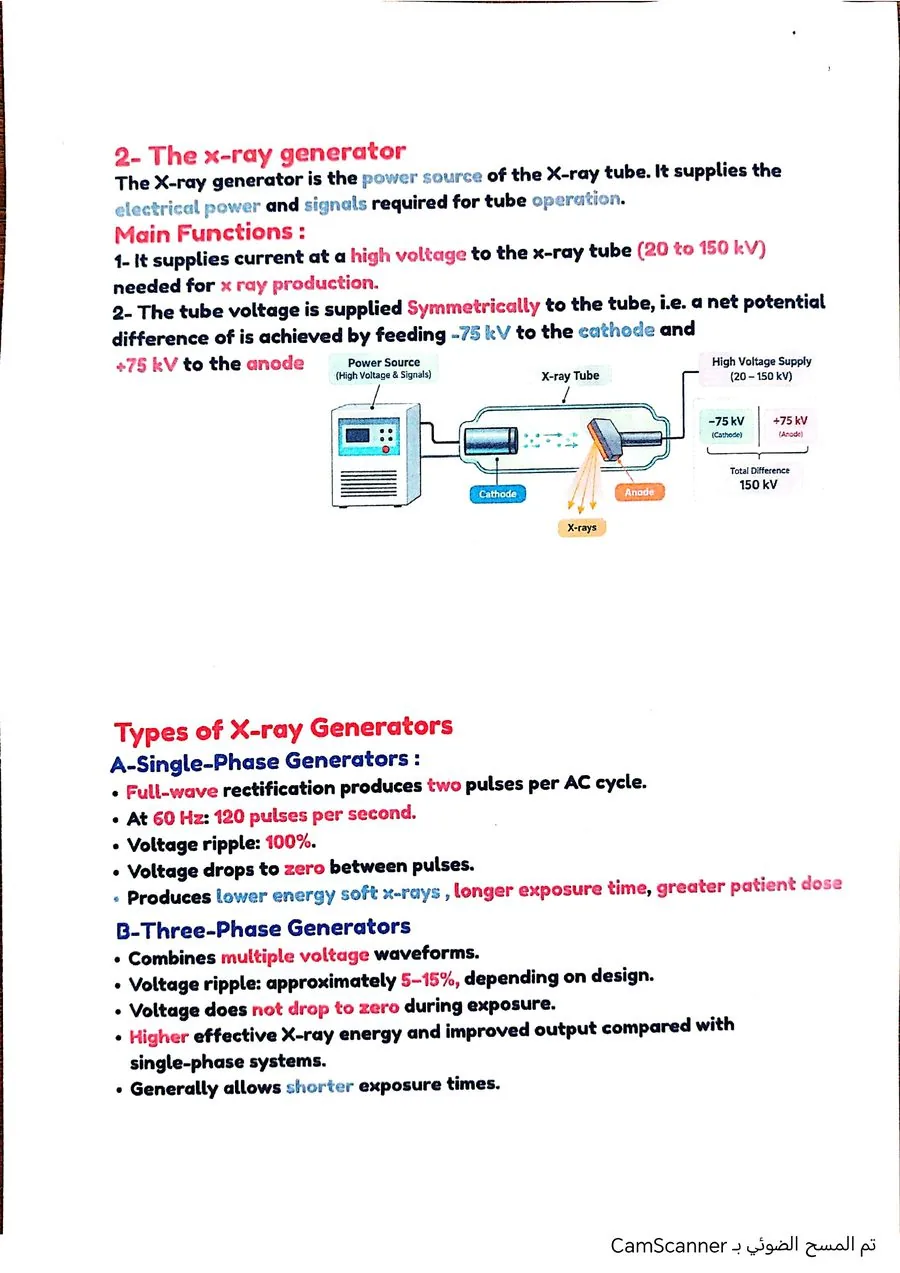 2- The x-ray generator
The X-ray generator is the power source of the X-ray tube. It supplies the
electrical power and signals required for tube operation.
Main Functions :
1- It supplies current at a high voltage to the x-ray tube (20 to 150 kV)
needed for x ray production.
2- The tube voltage is supplied Symmetrically to the tube, i.e. a net potential
difference of is achieved by feeding -75 kV to the cathode and
+75 kV to the anode
Power Source
(High Voltage & Signals)
X-ray Tube
High Voltage Supply
(20 – 150 kV)
−75 kV
(Cathode)
+75 kV
(Anode)
Total Difference
150 kV
Cathode
Anode
X-rays
Types of X-ray Generators
A-Single-Phase Generators :
• Full-wave rectification produces two pulses per AC cycle.
• At 60 Hz: 120 pulses per second.
• Voltage ripple: 100%.
• Voltage drops to zero between pulses.
• Produces lower energy soft x-rays , longer exposure time, greater patient dose
B-Three-Phase Generators
• Combines multiple voltage waveforms.
• Voltage ripple: approximately 5–15%, depending on design.
• Voltage does not drop to zero during exposure.
• Higher effective X-ray energy and improved output compared with
single-phase systems.
• Generally allows shorter exposure times.
تم المسح الضوئي بـ CamScanner